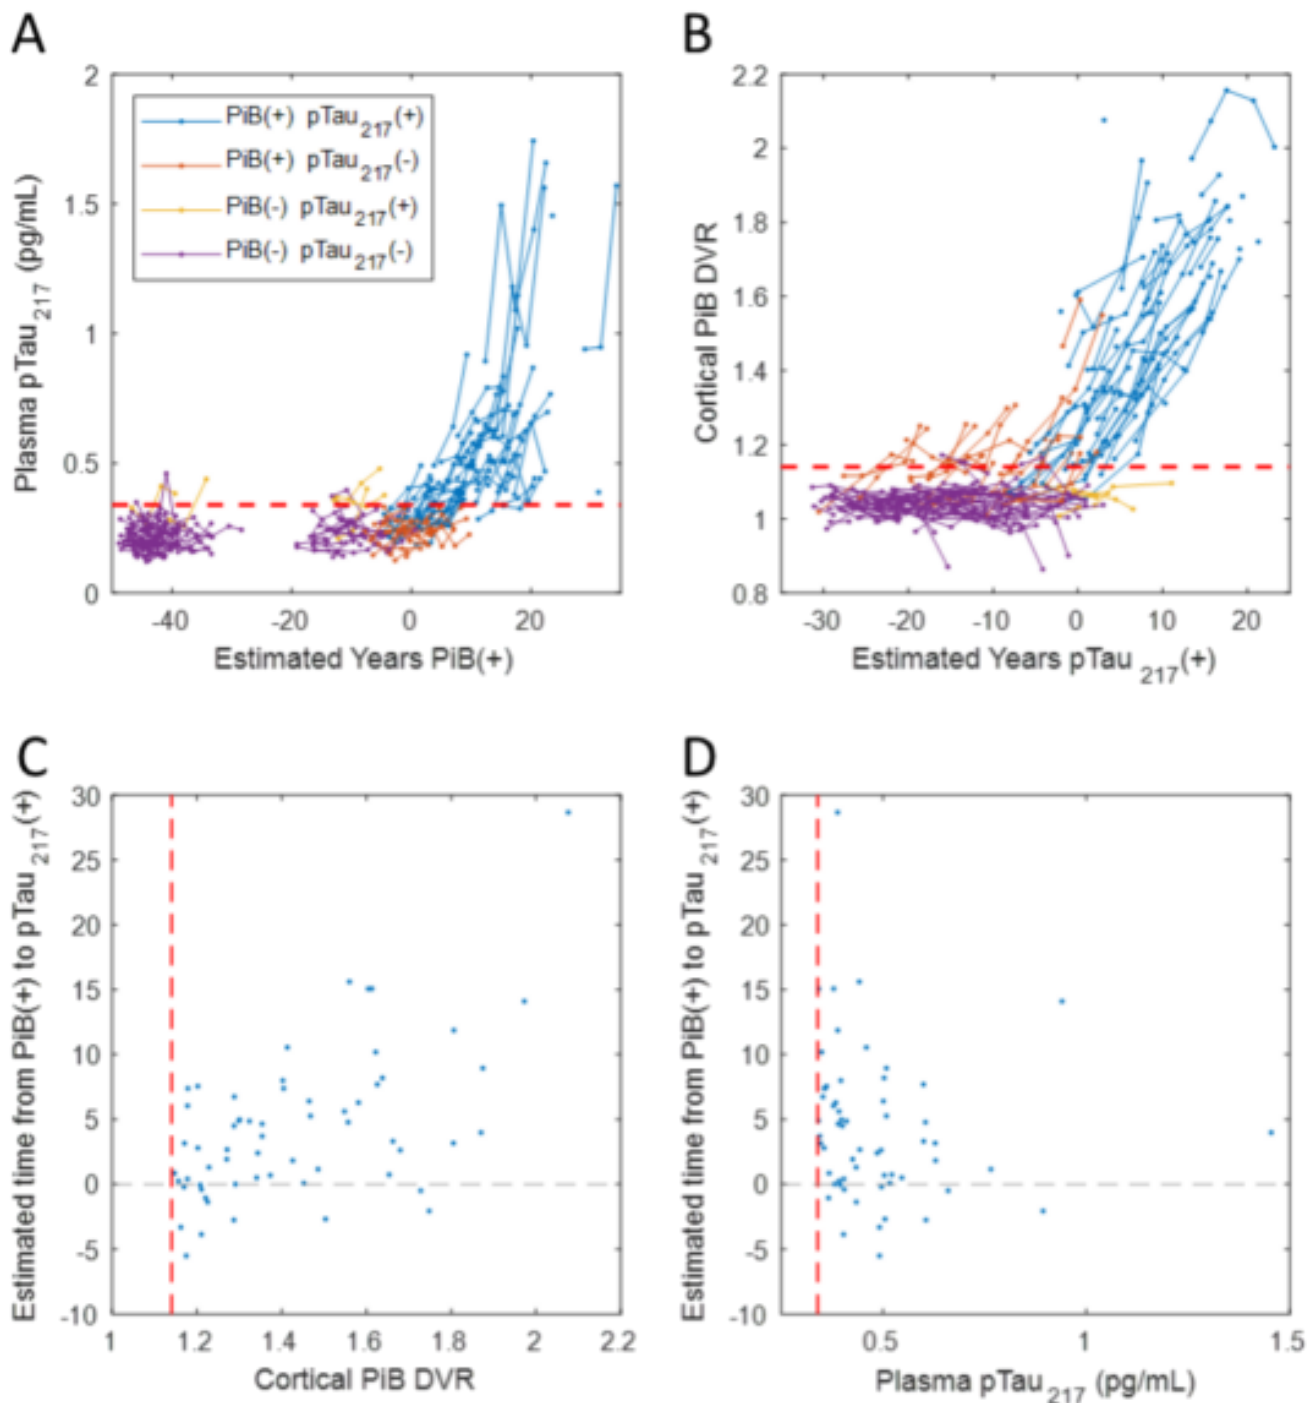 A
B
2
1.5
1
0.5
0
Plasma pTau217 (pg/mL)
PiB(+) pTau217(+)
PiB(+) pTau217(-)
PiB(-) pTau217(+)
PiB(-) pTau217(-)
-40 -20 0 20
Estimated Years PiB(+)
2.2
2
1.8
1.6
1.4
1.2
1
0.8
Cortical PiB DVR
-30 -20 -10 0 10 20
Estimated Years pTau217(+)
C
D
30
25
20
15
10
5
0
-5
-10
Estimated time from PiB(+) to pTau217(+)
1 1.2 1.4 1.6 1.8 2 2.2
Cortical PiB DVR
30
25
20
15
10
5
0
-5
-10
Estimated time from PiB(+) to pTau217(+)
0.5 1 1.5
Plasma pTau217 (pg/mL)